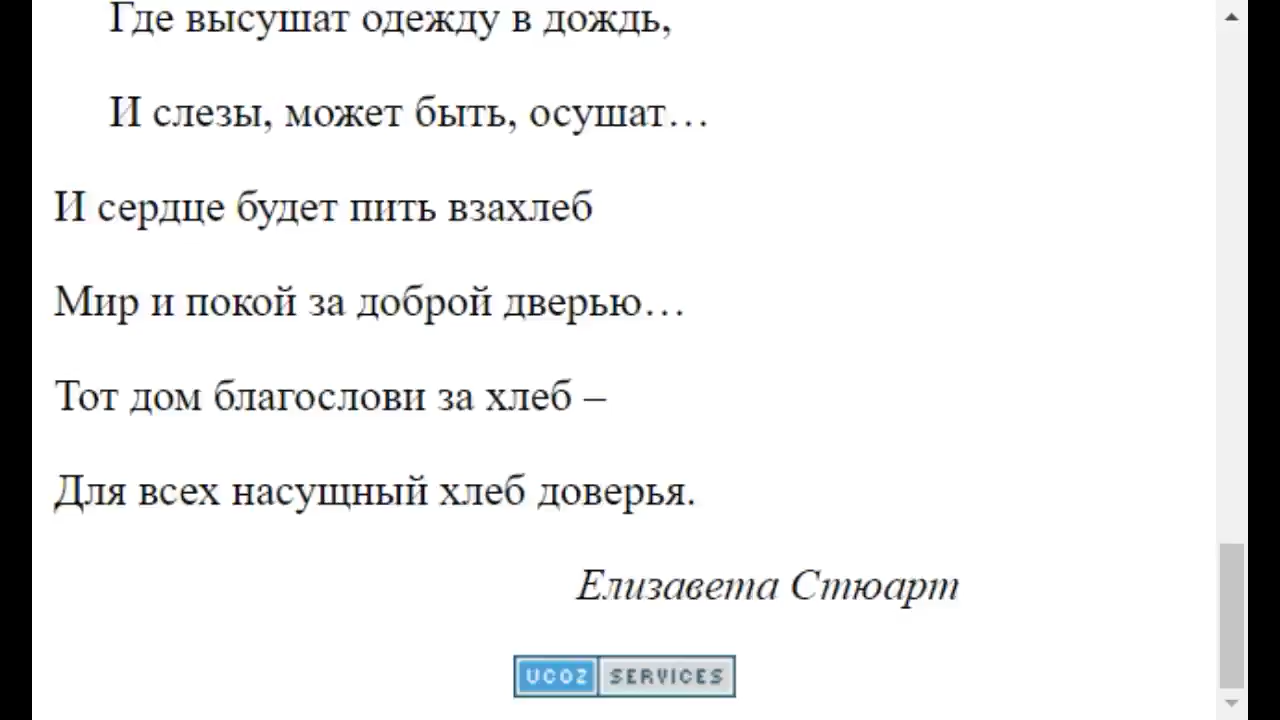 Где высушат одежду в дождь,
И слезы, может быть, осушат…
И сердце будет пить взахлеб
Мир и покой за доброй дверью…
Тот дом благослови за хлеб –
Для всех насущный хлеб доверья.
Елизавета Стюарт
UCOZ SERVICES